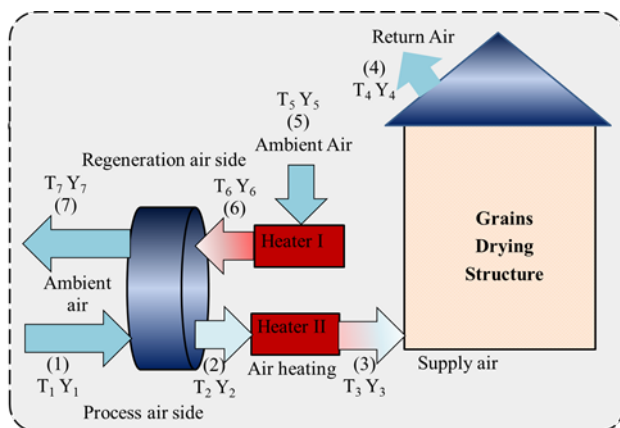 Return Air
(4)
T₄ Y₄
T₅ Y₅
(5)
Ambient Air
Regeneration air side
T₇ Y₇
(7)
T₆ Y₆
(6)
Heater I
Grains
Drying
Structure
Ambient
air
Heater II
(1)
T₁ Y₁
(2)
T₂ Y₂
Air heating
(3)
T₃ Y₃
Supply air
Process air side